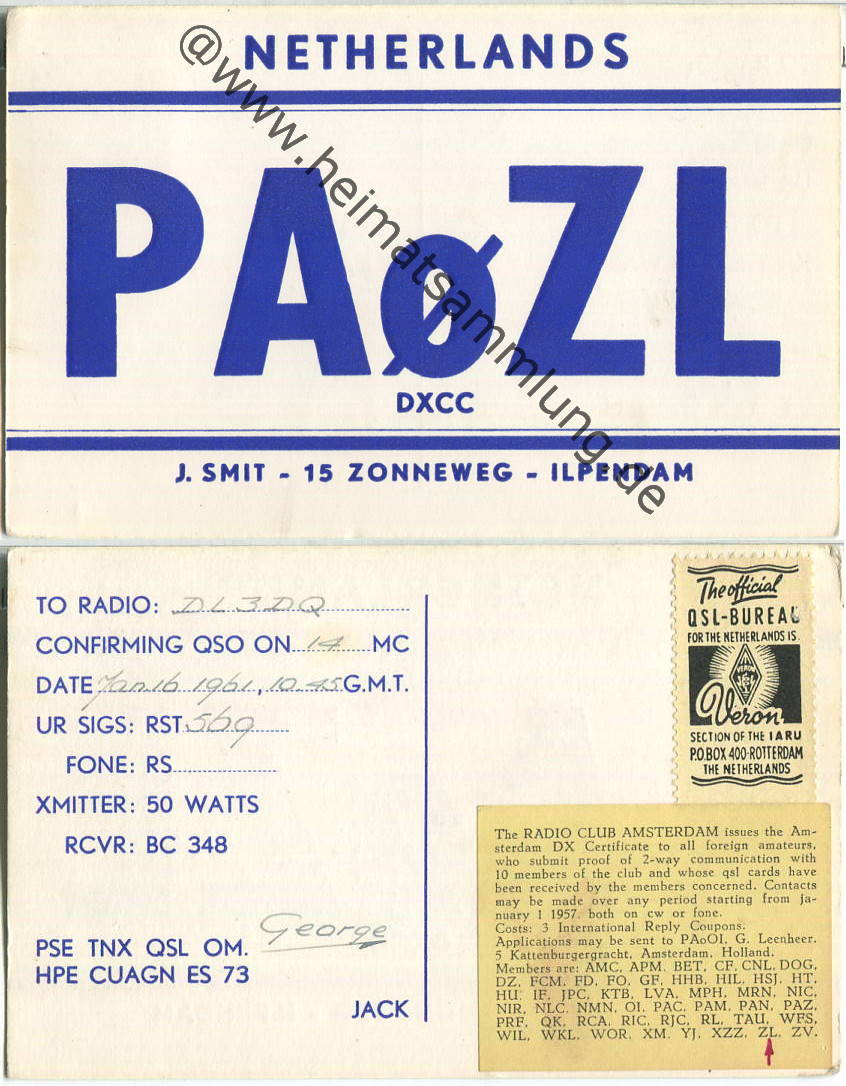 NETHERLANDS
@www.heimatsammlung.de
PAØZL
DXCC
J. SMIT - 15 ZONNEWEG - ILPENDAM
TO RADIO: DL3DQ
CONFIRMING QSO ON 14 MC
DATE Jan.16 1961, 10.45 G.M.T.
UR SIGS: RST 569
FONE: RS
XMITTER: 50 WATTS
RCVR: BC 348
George
PSE TNX QSL OM.
HPE CUAGN ES 73
JACK
The official
QSL-BUREAU
FOR THE NETHERLANDS IS
VERON
Veron
SECTION OF THE IARU
P.O.BOX 400-ROTTERDAM
THE NETHERLANDS
The RADIO CLUB AMSTERDAM issues the Am-
sterdam DX Certificate to all foreign amateurs,
who submit proof of 2-way communication with
10 members of the club and whose qsl cards have
been received by the members concerned. Contacts
may be made over any period starting from ja-
nuary 1 1957. both on cw or fone.
Costs: 3 International Reply Coupons.
Applications may be sent to PAoOI, G. Leenheer,
5 Kattenburgergracht, Amsterdam, Holland.
Members are: AMC, APM, BET, CF, CNL, DOG,
DZ, FCM, FD, FO, GF, HHB, HIL, HSJ, HT,
HU, IF, JPC, KTB, LVA, MPH, MRN, NIC,
NIR, NLC, NMN, OI, PAC, PAM, PAN, PAZ,
PRF, QK, RCA, RIC, RJC, RL, TAU, WFS,
WIL, WKL, WOR, XM, YJ, XZZ, ZL, ZV.